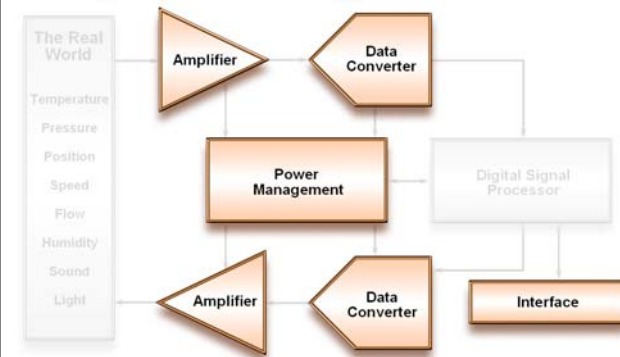 The Real
World
Temperature
Pressure
Position
Speed
Flow
Humidity
Sound
Light
Amplifier
Data
Converter
Power
Management
Digital Signal
Processor
Amplifier
Data
Converter
Interface